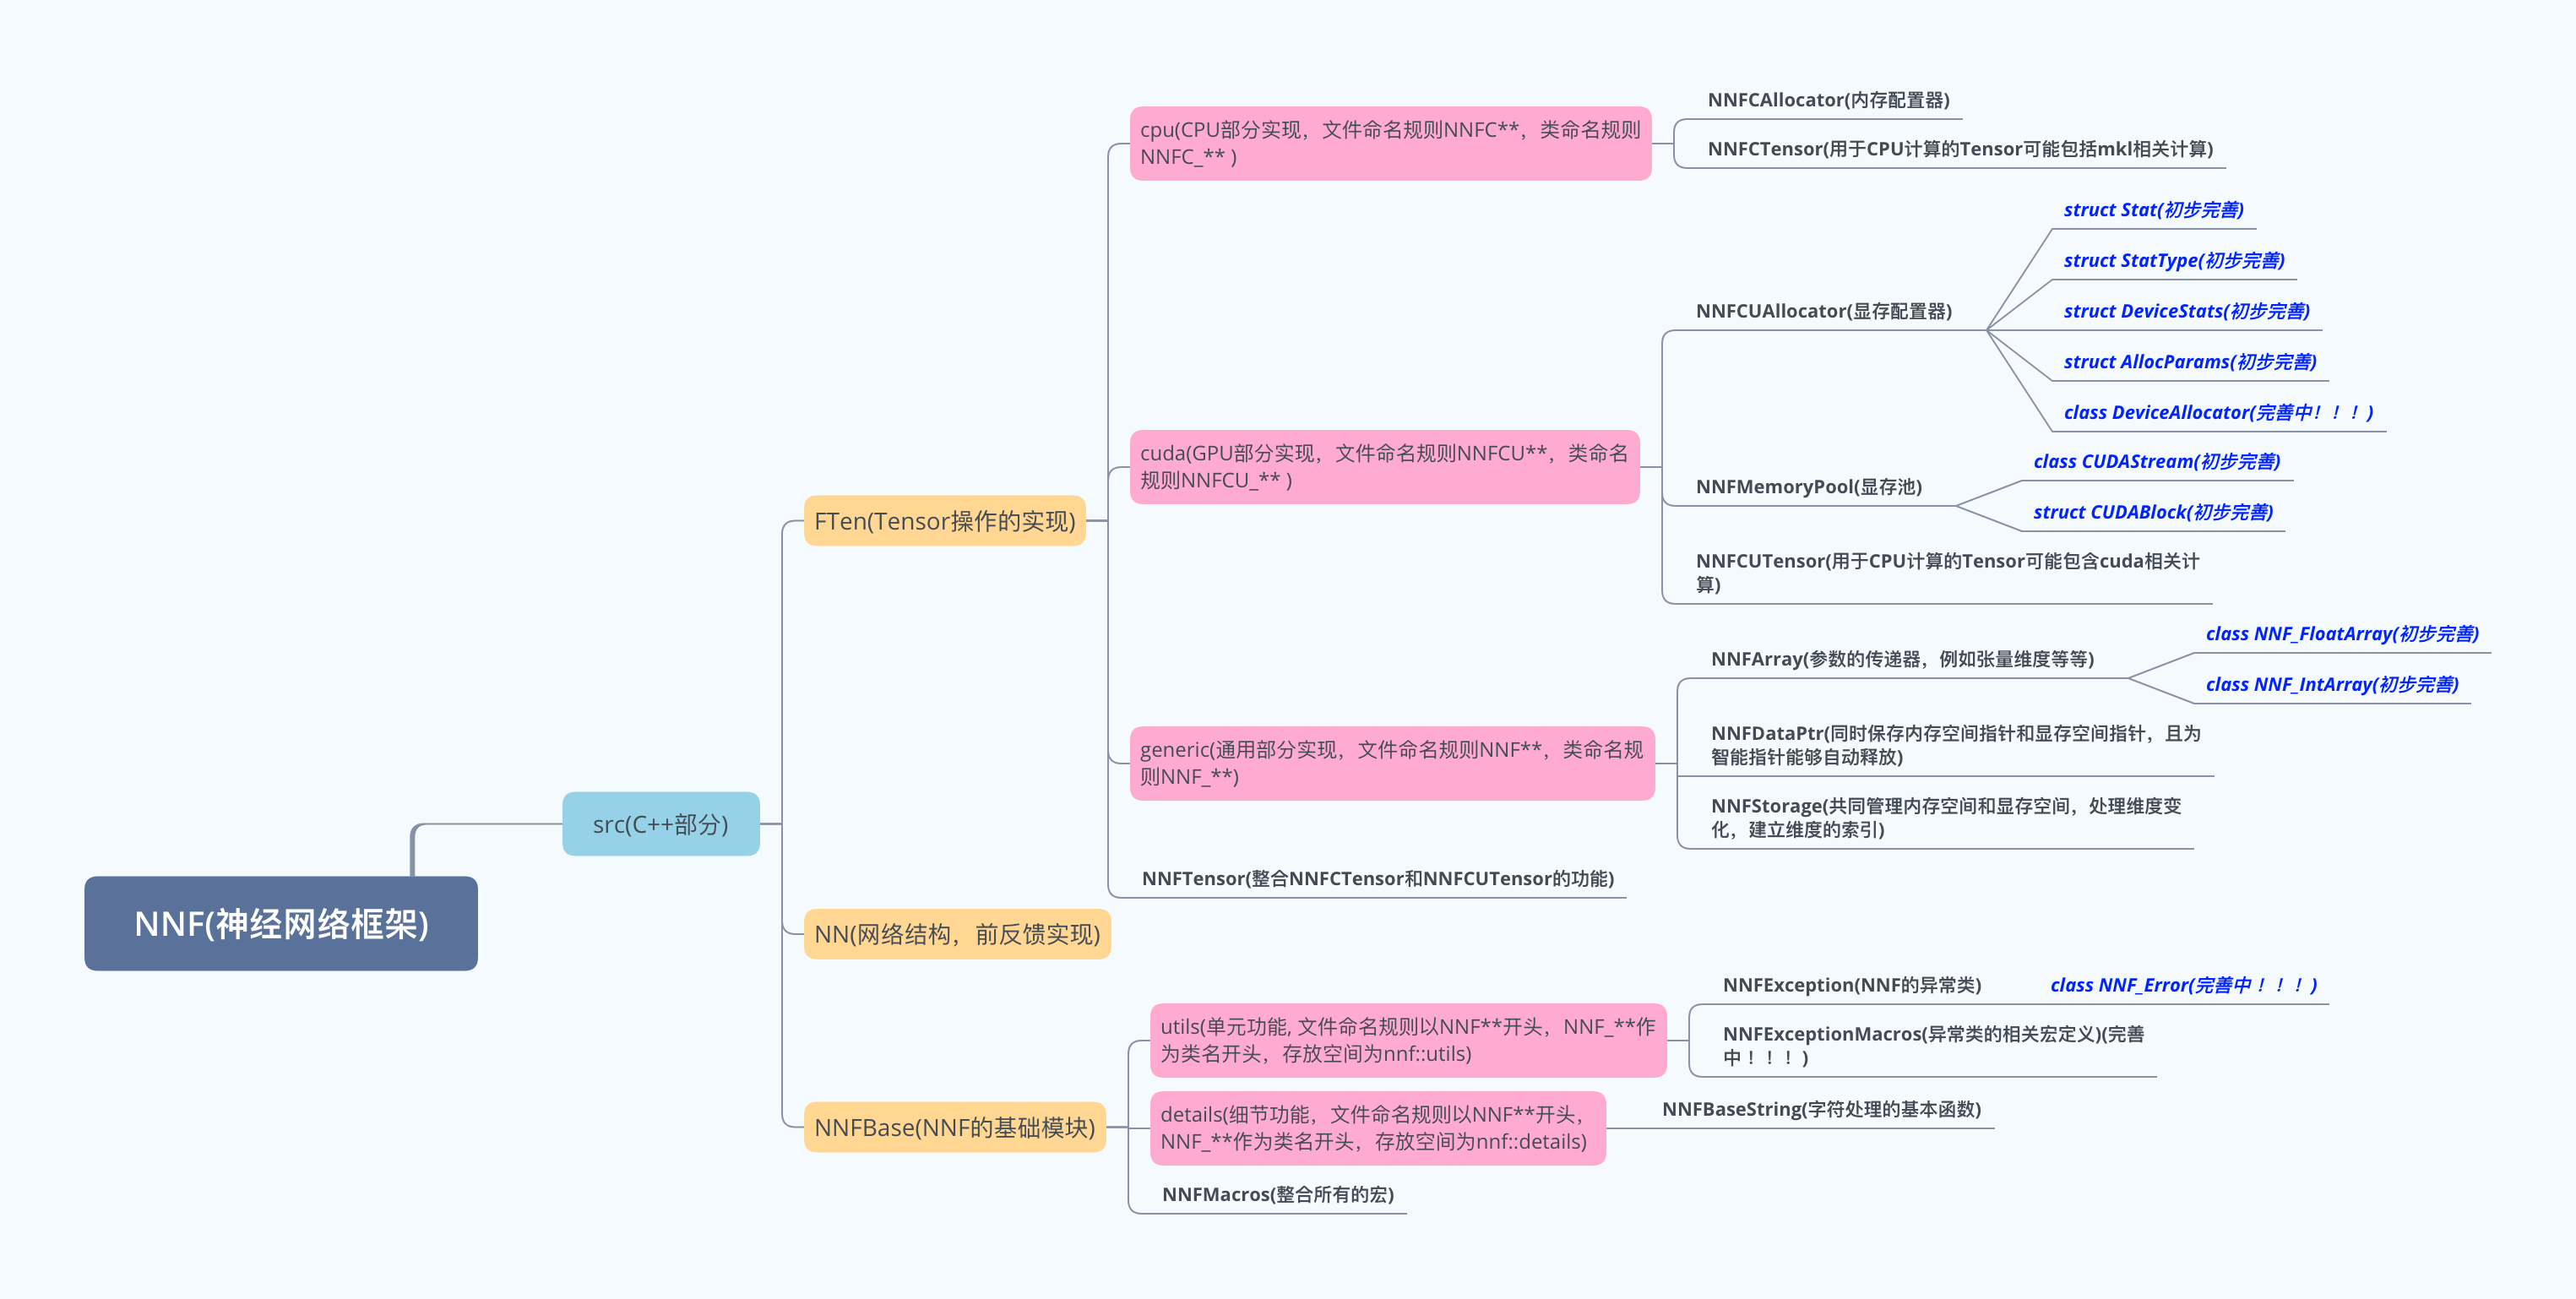 NNFCAllocator(内存配置器)
cpu(CPU部分实现，文件命名规则NNFC**，类命名规则
NNFC_** )
NNFCTensor(用于CPU计算的Tensor可能包括mkl相关计算)
struct Stat(初步完善)
struct StatType(初步完善)
NNFCUAllocator(显存配置器)
struct DeviceStats(初步完善)
struct AllocParams(初步完善)
class DeviceAllocator(完善中！！！)
cuda(GPU部分实现，文件命名规则NNFCU**，类命名
规则NNFCU_** )
class CUDAStream(初步完善)
NNFMemoryPool(显存池)
struct CUDABlock(初步完善)
FTen(Tensor操作的实现)
NNFCUTensor(用于CPU计算的Tensor可能包含cuda相关计
算)
class NNF_FloatArray(初步完善)
NNFArray(参数的传递器，例如张量维度等等)
class NNF_IntArray(初步完善)
generic(通用部分实现，文件命名规则NNF**，类命名规
则NNF_**)
NNFDataPtr(同时保存内存空间指针和显存空间指针，且为
智能指针能够自动释放)
NNFStorage(共同管理内存空间和显存空间，处理维度变
化，建立维度的索引)
src(C++部分)
NNFTensor(整合NNFCTensor和NNFCUTensor的功能)
NNF(神经网络框架)
NN(网络结构，前反馈实现)
NNFException(NNF的异常类)
class NNF_Error(完善中！！！)
utils(单元功能, 文件命名规则以NNF**开头，NNF_**作
为类名开头，存放空间为nnf::utils)
NNFExceptionMacros(异常类的相关宏定义)(完善
中！！！)
NNFBase(NNF的基础模块)
details(细节功能，文件命名规则以NNF**开头，
NNF_**作为类名开头，存放空间为nnf::details)
NNFBaseString(字符处理的基本函数)
NNFMacros(整合所有的宏)